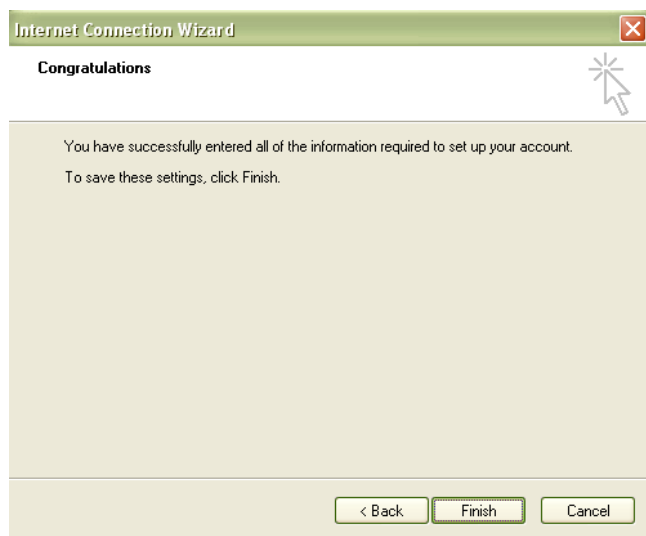 Internet Connection Wizard
Congratulations
You have successfully entered all of the information required to set up your account.
To save these settings, click Finish.
< Back
Finish
Cancel